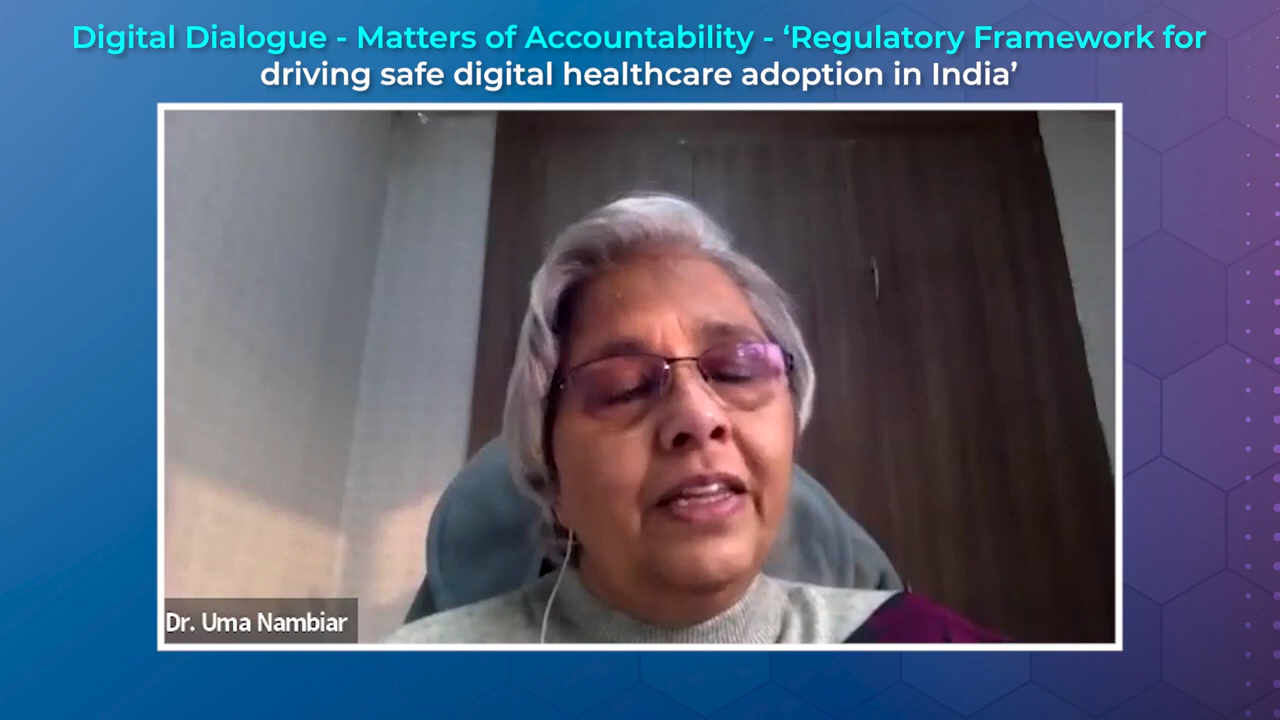 Digital Dialogue - Matters of Accountability - ‘Regulatory Framework for
driving safe digital healthcare adoption in India’
Dr. Uma Nambiar